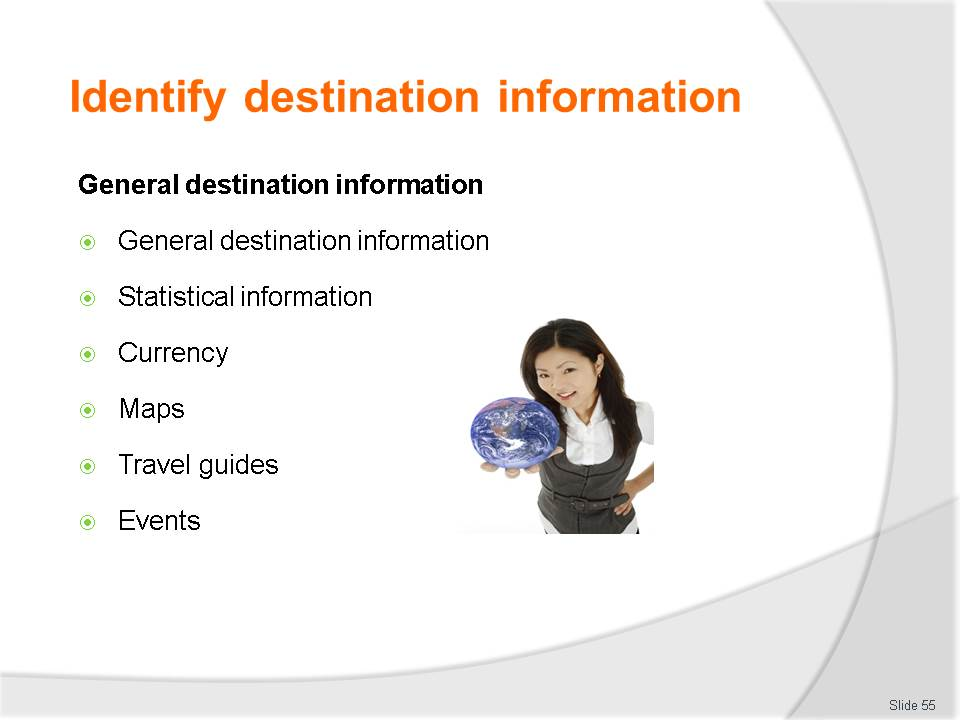 Identify destination information
General destination information
General destination information
Statistical information
Currency
Maps
Travel guides
Events
Slide 55